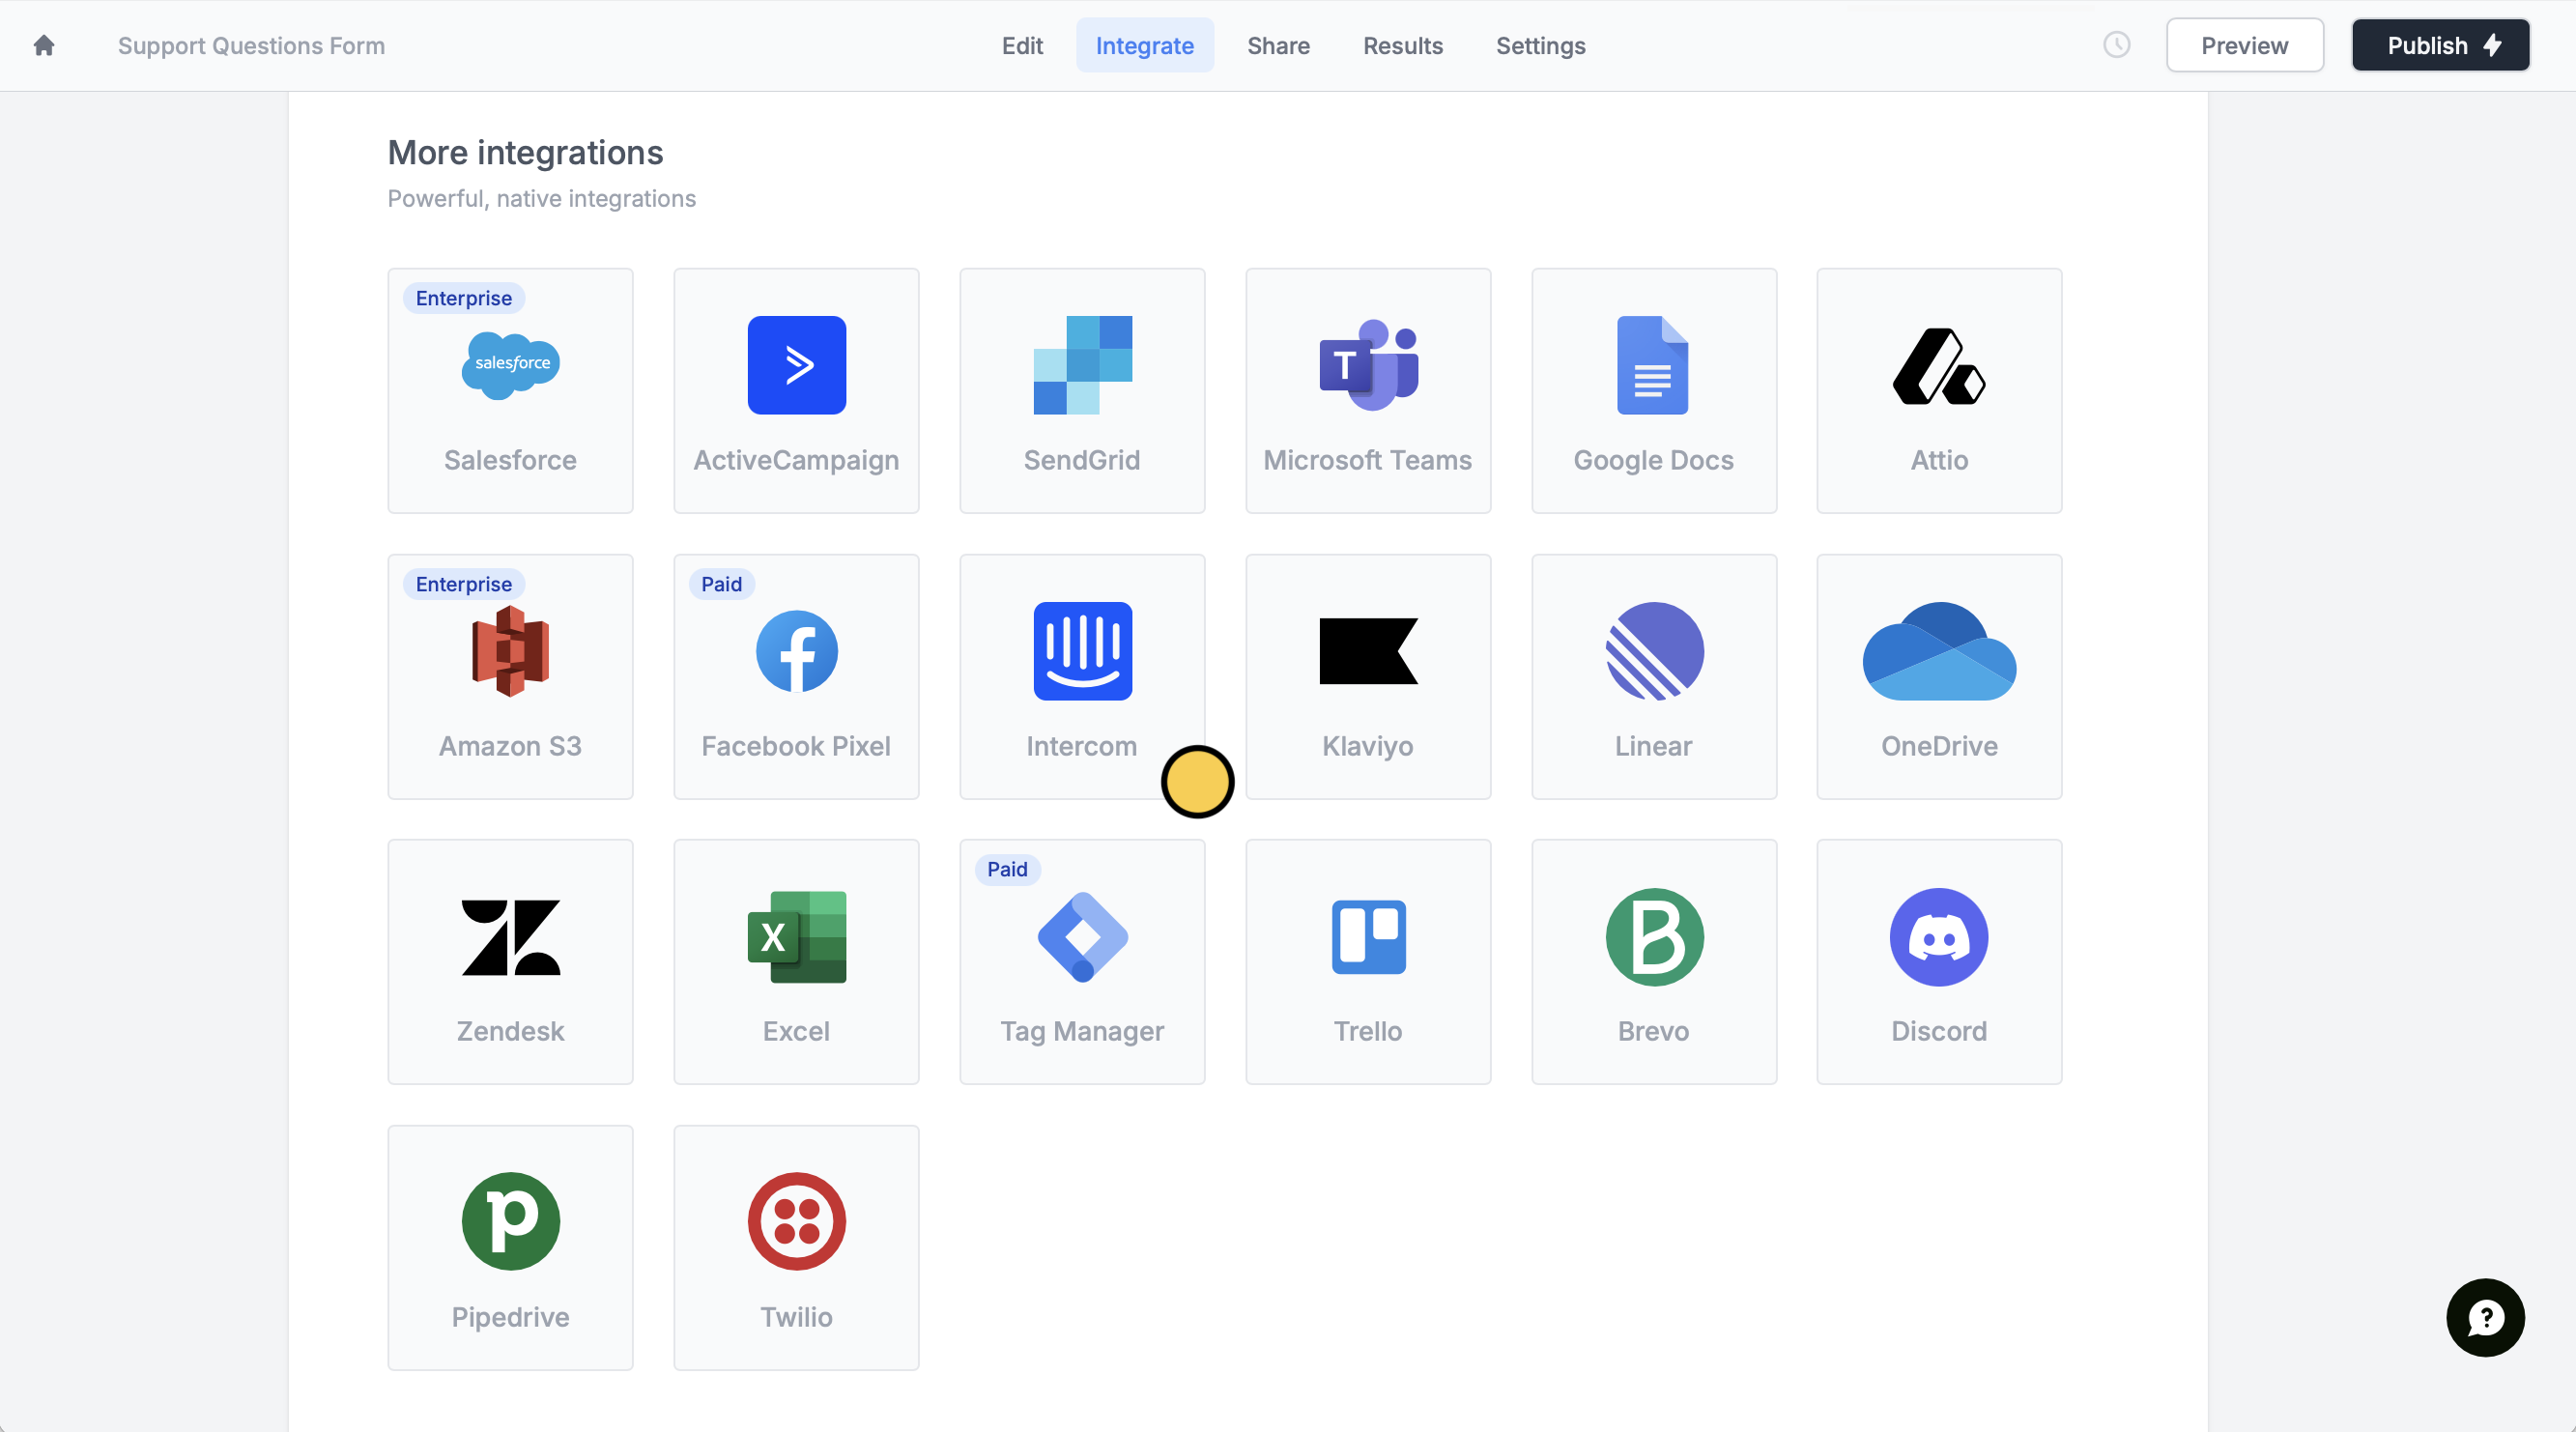 Support Questions Form
Edit
Integrate
Share
Results
Settings
Preview
Publish
More integrations
Powerful, native integrations
Enterprise
salesforce
Salesforce
ActiveCampaign
SendGrid
T
Microsoft Teams
Google Docs
Attio
Enterprise
Amazon S3
Paid
Facebook Pixel
Intercom
Klaviyo
Linear
OneDrive
Zendesk
X
Excel
Paid
Tag Manager
Trello
B
Brevo
Discord
p
Pipedrive
Twilio
?